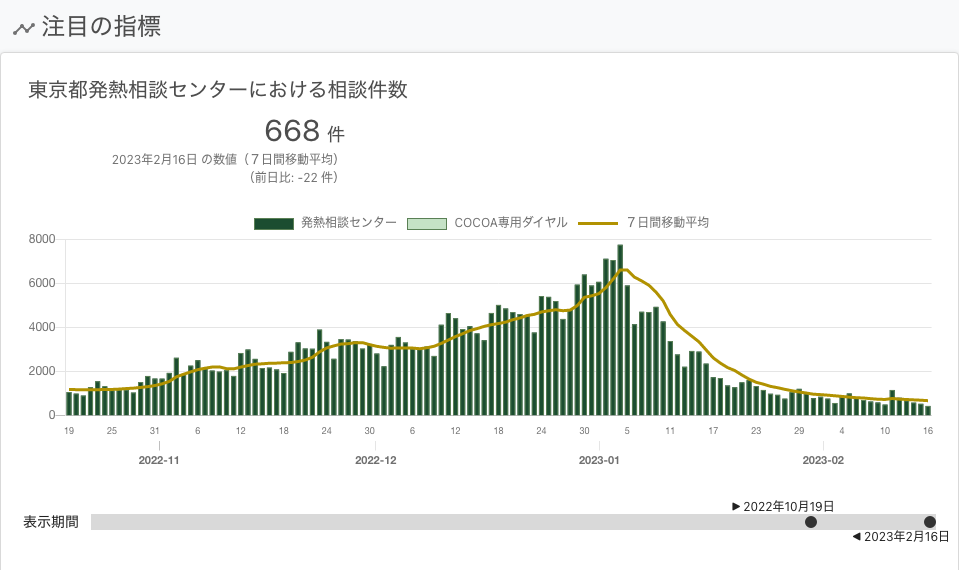 注目の指標
東京都発熱相談センターにおける相談件数
668 件
2023年2月16日 の数値（７日間移動平均）
（前日比: -22 件）
発熱相談センター COCOA専用ダイヤル ７日間移動平均
8000
6000
4000
2000
0
19 25 31 6 12 18 24 30 6 12 18 24 30 5 11 17 23 29 4 10 16
2022-11 2022-12 2023-01 2023-02
▶ 2022年10月19日
表示期間
◀ 2023年2月16日